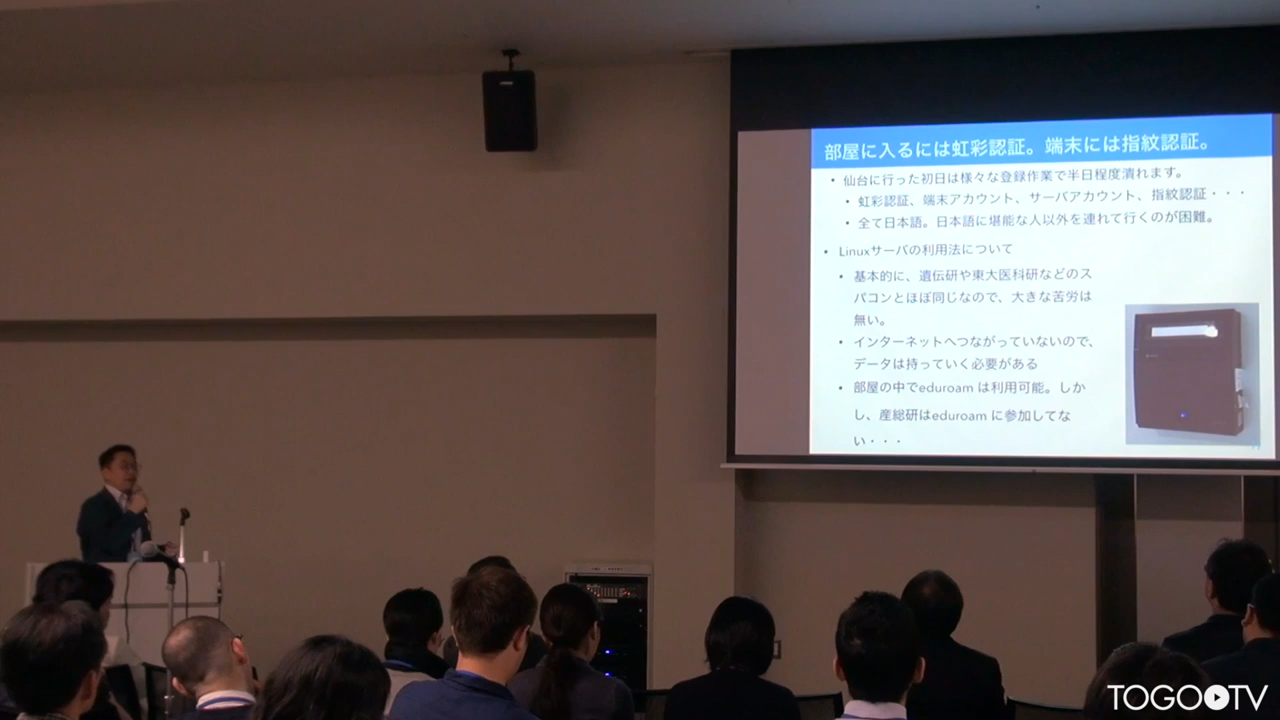 部屋に入るには虹彩認証。端末には指紋認証。
• 仙台に行った初日は様々な登録作業で半日程度潰れます。
• 虹彩認証、端末アカウント、サーバアカウント、指紋認証・・・
• 全て日本語。日本語に堪能な人以外を連れて行くのが困難。
• Linuxサーバの利用法について
• 基本的に、遺伝研や東大医科研などのス
パコンとほぼ同じなので、大きな苦労は
無い。
• インターネットへつながっていないので、
データは持っていく必要がある
• 部屋の中でeduroam は利用可能。しか
し、産総研はeduroam に参加してな
い・・・
TOGOTV